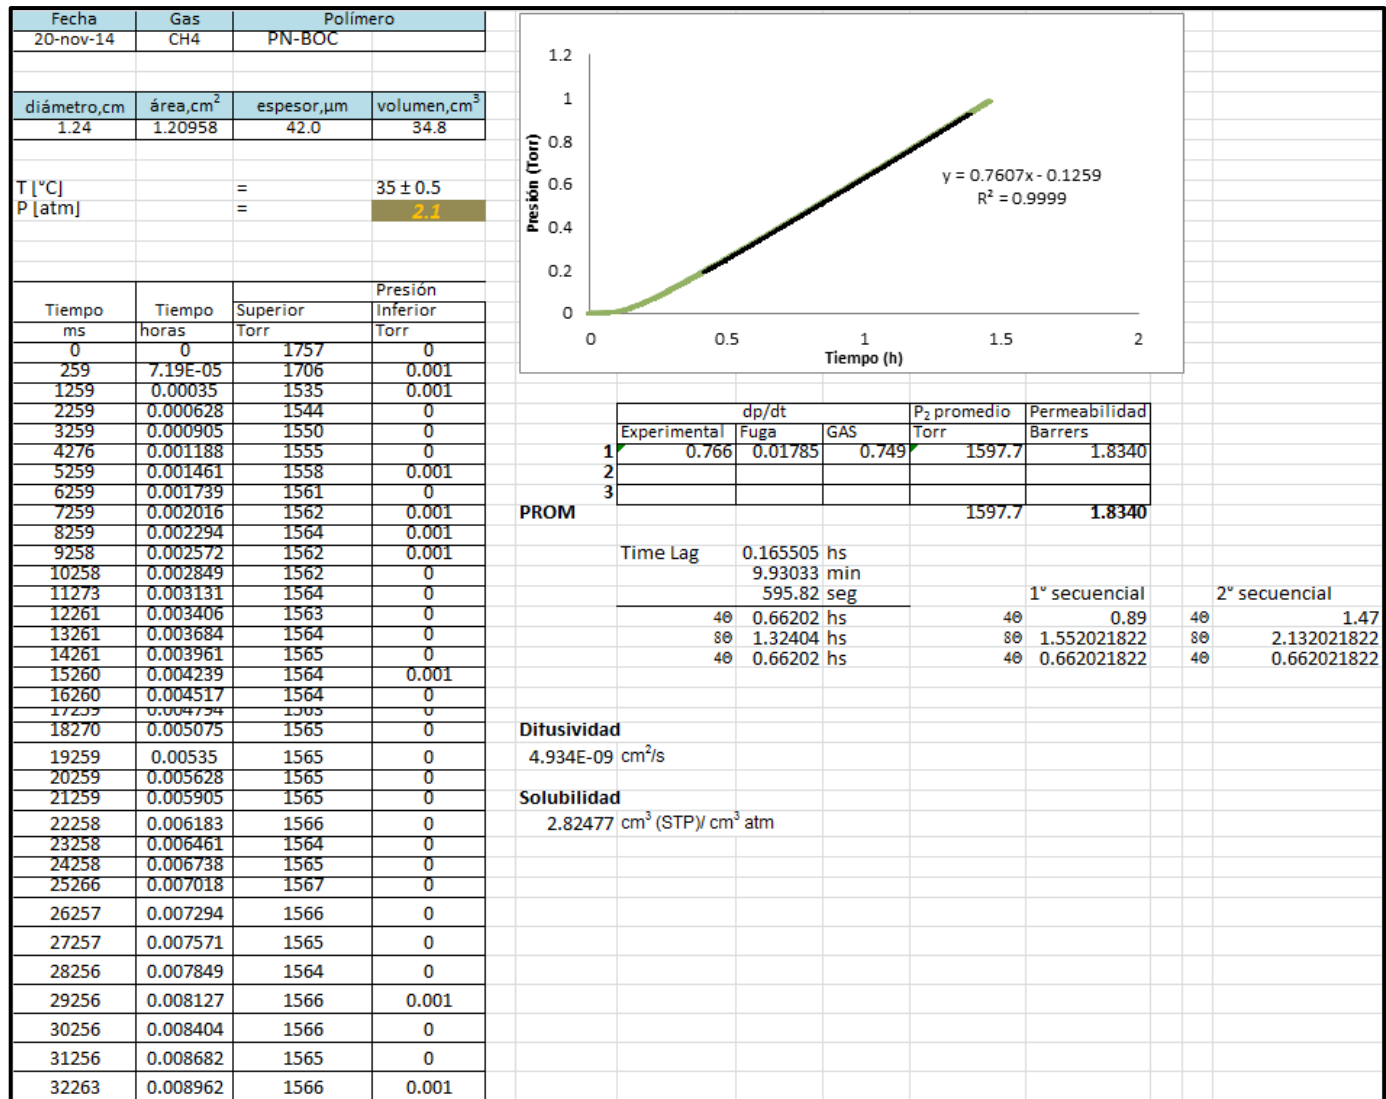 Fecha Gas Polímero
20-nov-14 CH4 PN-BOC
diámetro,cm área,cm² espesor,µm volumen,cm³
1.24 1.20958 42.0 34.8
T [°C] = 35 ± 0.5
P [atm] = 2.1
Presión
Tiempo Tiempo Superior Inferior
ms horas Torr Torr
0 0 1757 0
259 7.19E-05 1706 0.001
1259 0.00035 1535 0.001
2259 0.000628 1544 0
3259 0.000905 1550 0
4276 0.001188 1555 0
5259 0.001461 1558 0.001
6259 0.001739 1561 0
7259 0.002016 1562 0.001
8259 0.002294 1564 0.001
9258 0.002572 1562 0.001
10258 0.002849 1562 0
11273 0.003131 1564 0
12261 0.003406 1563 0
13261 0.003684 1564 0
14261 0.003961 1565 0
15260 0.004239 1564 0.001
16260 0.004517 1564 0
17259 0.004794 1563 0
18270 0.005075 1565 0
19259 0.00535 1565 0
20259 0.005628 1565 0
21259 0.005905 1565 0
22258 0.006183 1566 0
23258 0.006461 1564 0
24258 0.006738 1565 0
25266 0.007018 1567 0
26257 0.007294 1566 0
27257 0.007571 1565 0
28256 0.007849 1564 0
29256 0.008127 1566 0.001
30256 0.008404 1566 0
31256 0.008682 1565 0
32263 0.008962 1566 0.001
Presión (Torr)
1.2
1
0.8
0.6
0.4
0.2
0
y = 0.7607x - 0.1259
R² = 0.9999
0 0.5 1 1.5 2
Tiempo (h)
dp/dt P₂ promedio Permeabilidad
Experimental Fuga GAS Torr Barrers
1 0.766 0.01785 0.749 1597.7 1.8340
2
3
PROM 1597.7 1.8340
Time Lag 0.165505 hs
9.93033 min
595.82 seg 1° secuencial 2° secuencial
4Θ 0.66202 hs 4Θ 0.89 4Θ 1.47
8Θ 1.32404 hs 8Θ 1.552021822 8Θ 2.132021822
4Θ 0.66202 hs 4Θ 0.662021822 4Θ 0.662021822
Difusividad
4.934E-09 cm²/s
Solubilidad
2.82477 cm³ (STP)/ cm³ atm